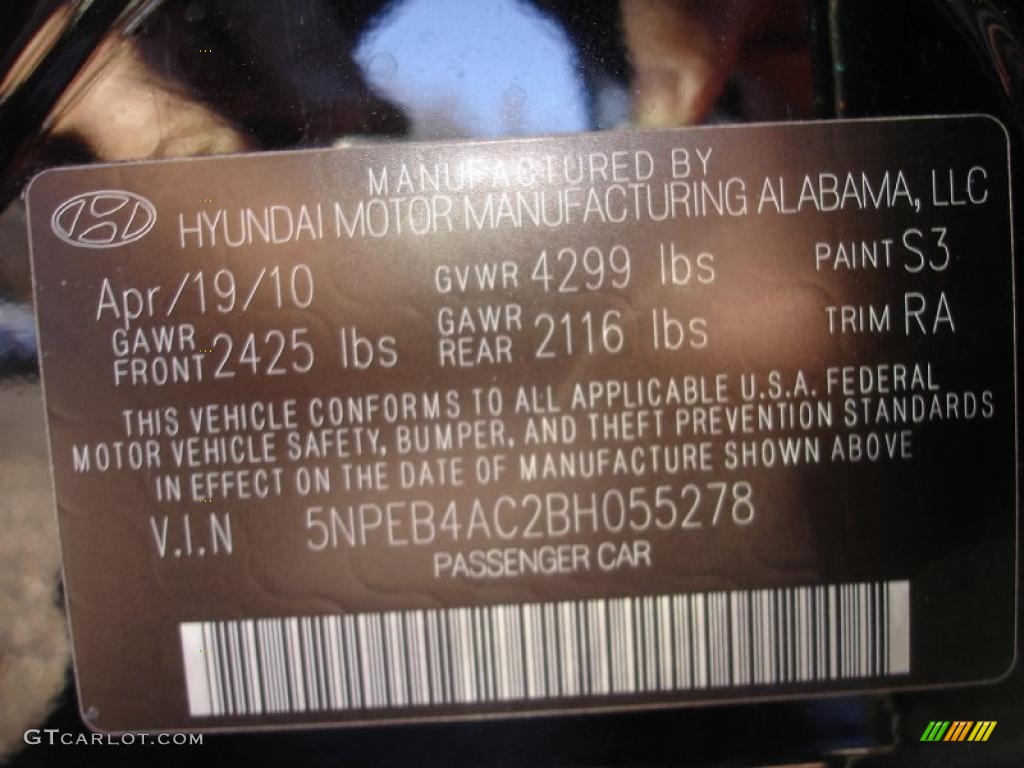 MANUFACTURED BY
HYUNDAI MOTOR MANUFACTURING ALABAMA, LLC
Apr/19/10 GVWR 4299 lbs PAINT S3
GAWR FRONT 2425 lbs GAWR REAR 2116 lbs TRIM RA
THIS VEHICLE CONFORMS TO ALL APPLICABLE U.S.A. FEDERAL
MOTOR VEHICLE SAFETY, BUMPER, AND THEFT PREVENTION STANDARDS
IN EFFECT ON THE DATE OF MANUFACTURE SHOWN ABOVE
V.I.N 5NPEB4AC2BH055278
PASSENGER CAR
GTCARLOT.COM